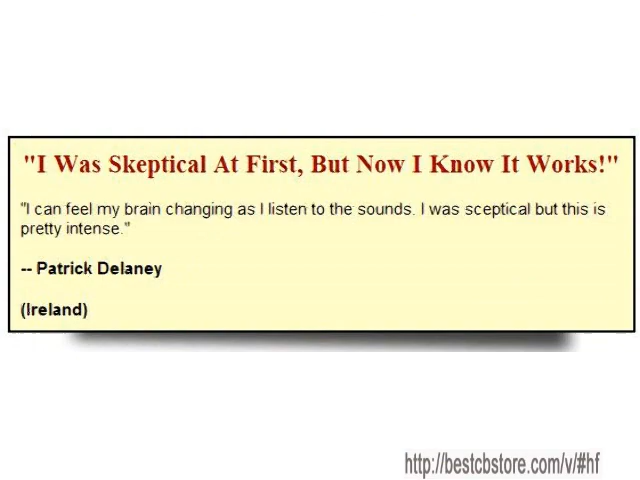 "I Was Skeptical At First, But Now I Know It Works!"
"I can feel my brain changing as I listen to the sounds. I was sceptical but this is
pretty intense."
-- Patrick Delaney
(Ireland)
http://bestcbstore.com/v/#hf